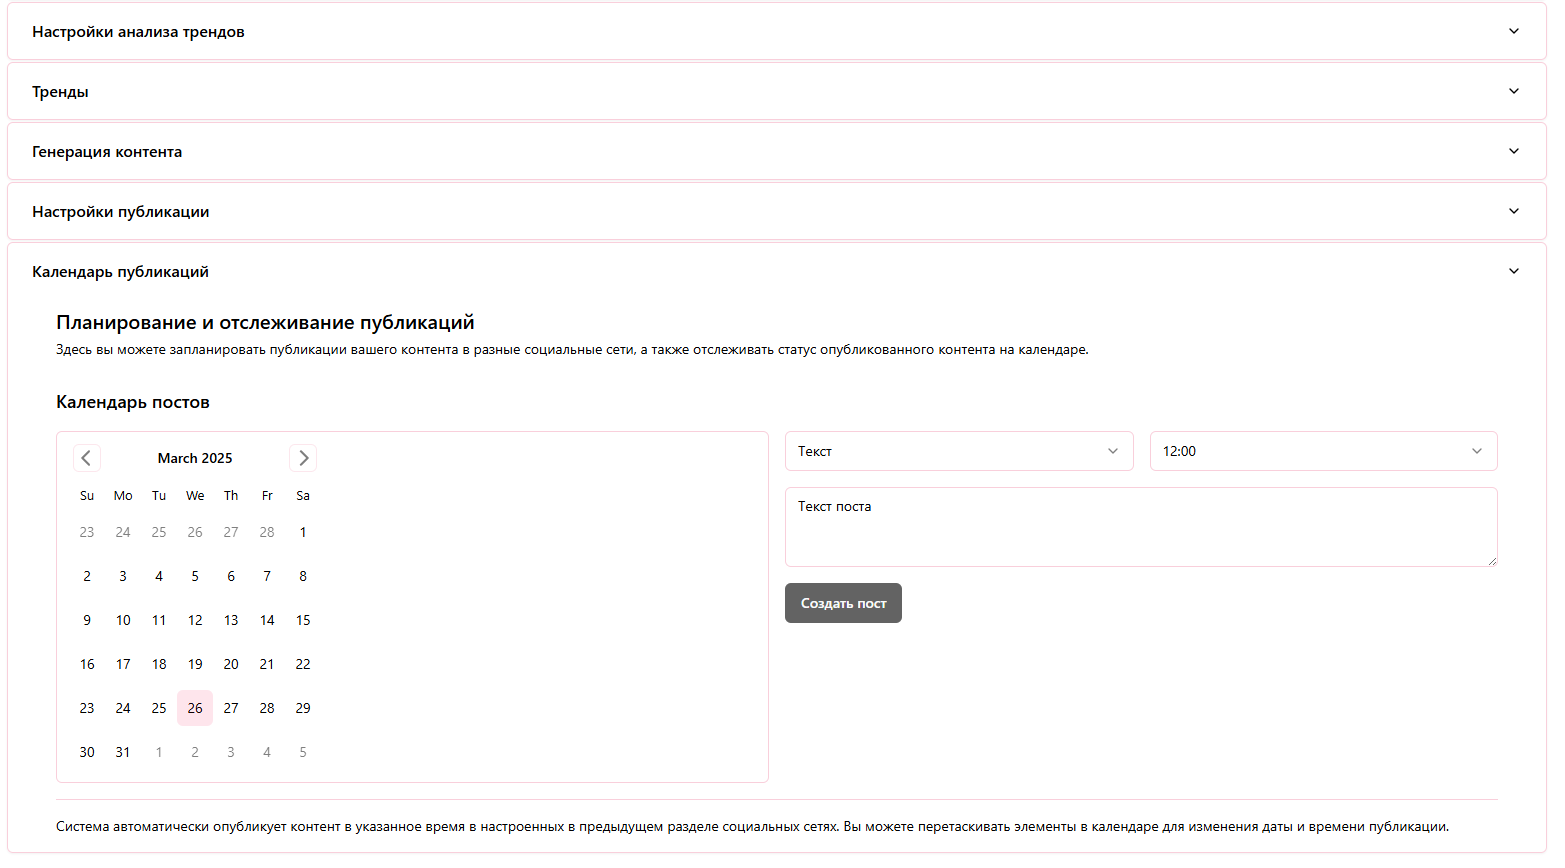 Настройки анализа трендов
Тренды
Генерация контента
Настройки публикации
Календарь публикаций
Планирование и отслеживание публикаций
Здесь вы можете запланировать публикации вашего контента в разные социальные сети, а также отслеживать статус опубликованного контента на календаре.
Календарь постов
March 2025
Su Mo Tu We Th Fr Sa
23 24 25 26 27 28 1
2 3 4 5 6 7 8
9 10 11 12 13 14 15
16 17 18 19 20 21 22
23 24 25 26 27 28 29
30 31 1 2 3 4 5
Текст
12:00
Текст поста
Создать пост
Система автоматически опубликует контент в указанное время в настроенных в предыдущем разделе социальных сетях. Вы можете перетаскивать элементы в календаре для изменения даты и времени публикации.